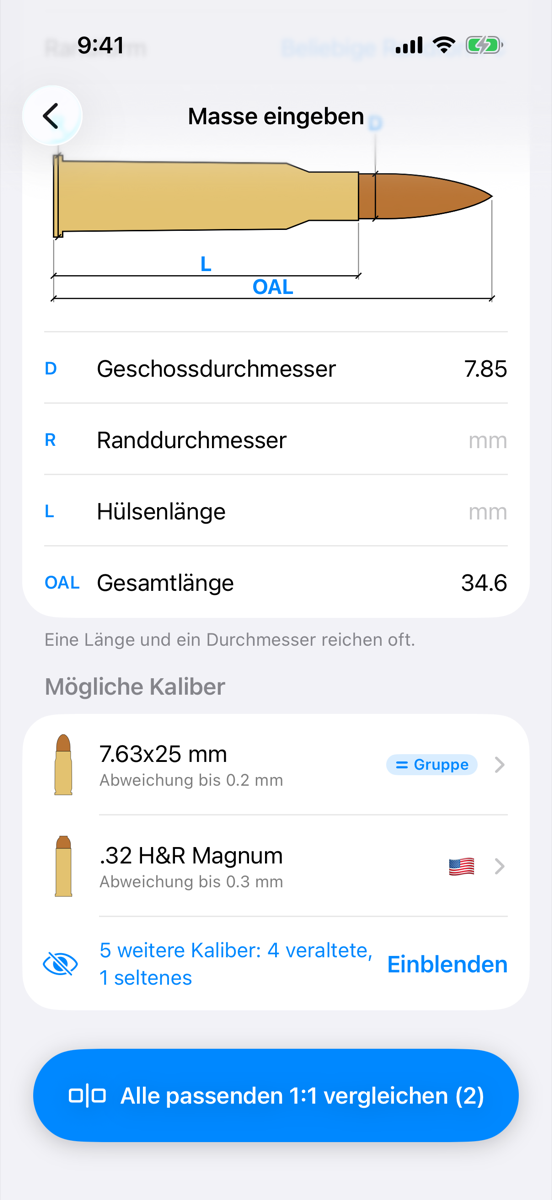 9:41
Masse eingeben
D
L
OAL
D Geschossdurchmesser 7.85
R Randdurchmesser mm
L Hülsenlänge mm
OAL Gesamtlänge 34.6
Eine Länge und ein Durchmesser reichen oft.
Mögliche Kaliber
7.63x25 mm
= Gruppe
Abweichung bis 0.2 mm
.32 H&R Magnum
Abweichung bis 0.3 mm
5 weitere Kaliber: 4 veraltete,
1 seltenes
Einblenden
Alle passenden 1:1 vergleichen (2)